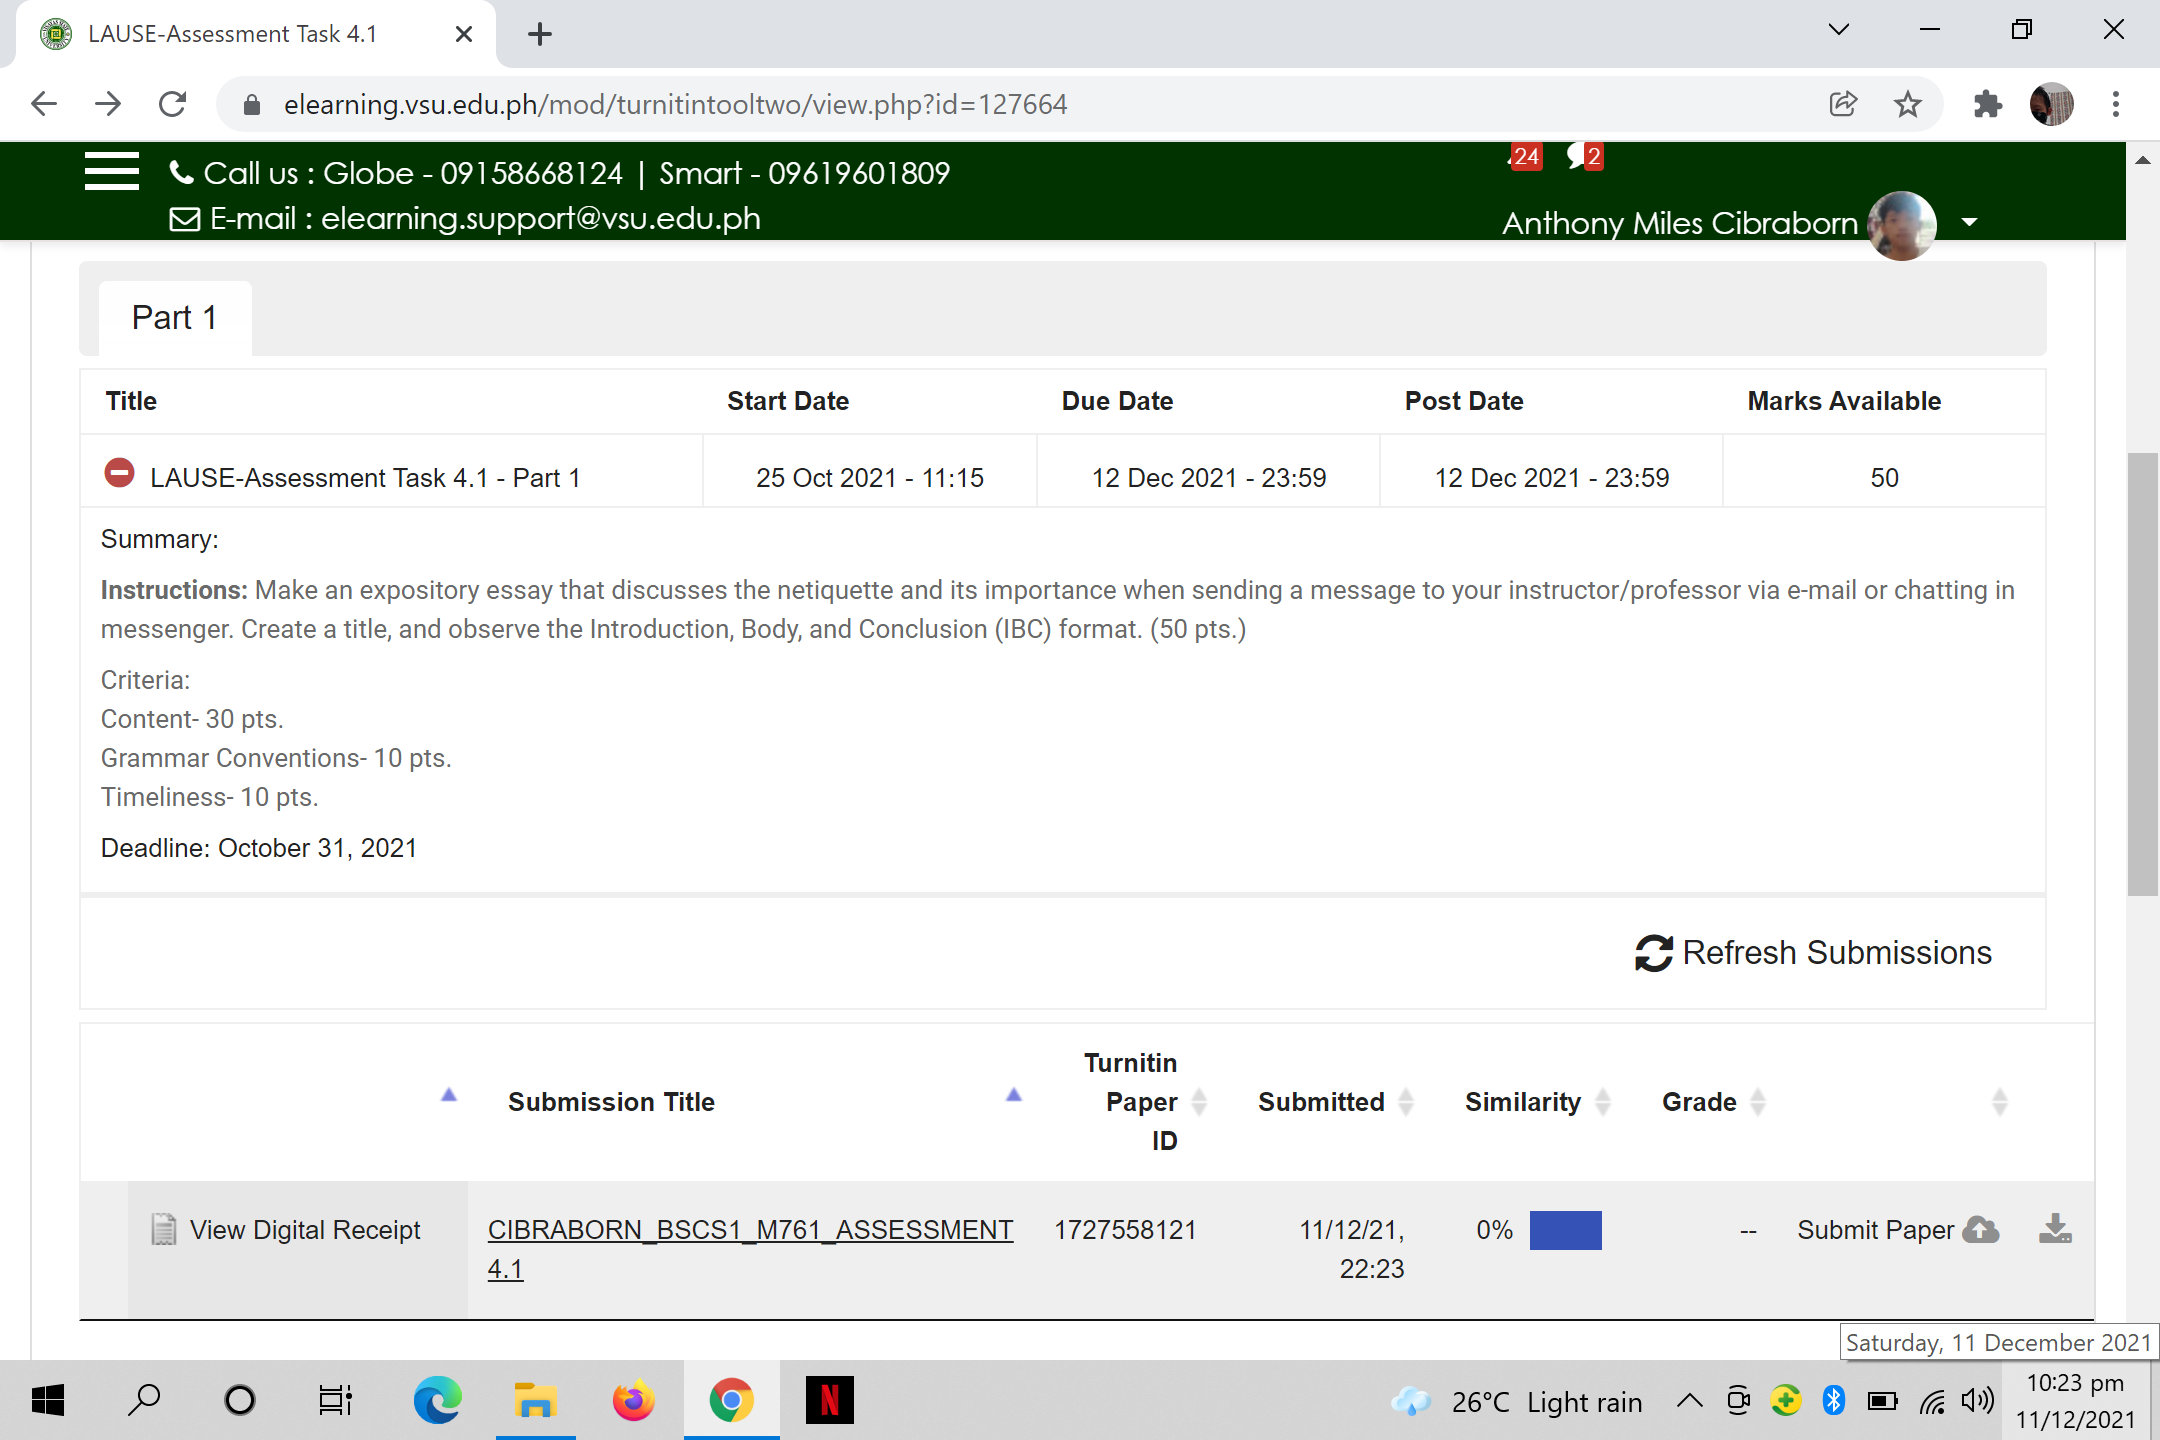 LAUSE-Assessment Task 4.1
elearning.vsu.edu.ph/mod/turnitintooltwo/view.php?id=127664
Call us : Globe - 09158668124 | Smart - 09619601809
24 2
E-mail : elearning.support@vsu.edu.ph
Anthony Miles Cibraborn
Part 1
Title Start Date Due Date Post Date Marks Available
LAUSE-Assessment Task 4.1 - Part 1 25 Oct 2021 - 11:15 12 Dec 2021 - 23:59 12 Dec 2021 - 23:59 50
Summary:
Instructions: Make an expository essay that discusses the netiquette and its importance when sending a message to your instructor/professor via e-mail or chatting in
messenger. Create a title, and observe the Introduction, Body, and Conclusion (IBC) format. (50 pts.)
Criteria:
Content- 30 pts.
Grammar Conventions- 10 pts.
Timeliness- 10 pts.
Deadline: October 31, 2021
Refresh Submissions
Submission Title Turnitin Paper ID Submitted Similarity Grade
View Digital Receipt CIBRABORN_BSCS1_M761_ASSESSMENT 1727558121 11/12/21, 0% -- Submit Paper
4.1 22:23
Saturday, 11 December 2021
N 26°C Light rain 10:23 pm
11/12/2021